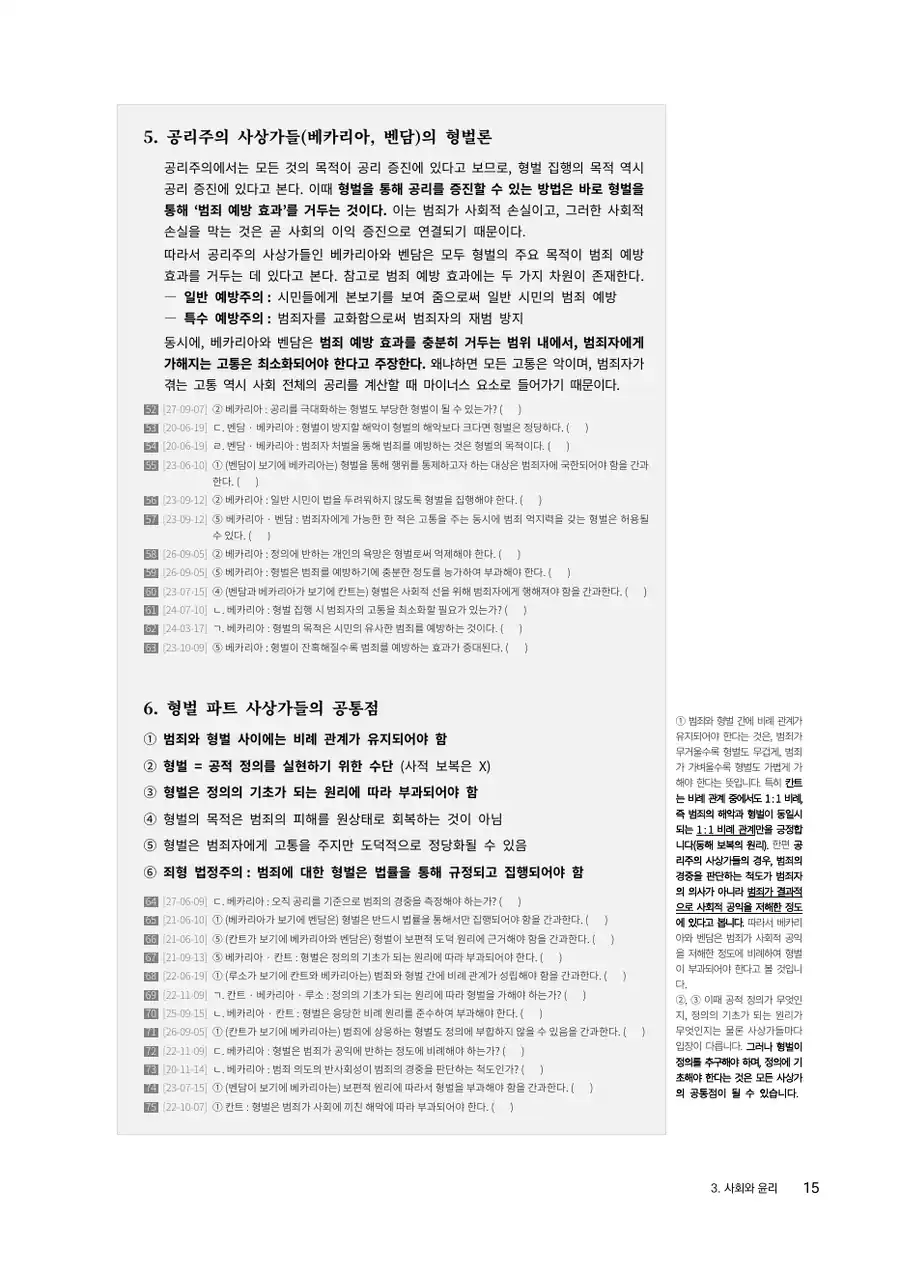 5. 공리주의 사상가들(베카리아, 벤담)의 형벌론
공리주의에서는 모든 것의 목적이 공리 증진에 있다고 보므로, 형벌 집행의 목적 역시
공리 증진에 있다고 본다. 이때 형벌을 통해 공리를 증진할 수 있는 방법은 바로 형벌을
통해 ‘범죄 예방 효과’를 거두는 것이다. 이는 범죄가 사회적 손실이고, 그러한 사회적
손실을 막는 것은 곧 사회의 이익 증진으로 연결되기 때문이다.
따라서 공리주의 사상가들인 베카리아와 벤담은 모두 형벌의 주요 목적이 범죄 예방
효과를 거두는 데 있다고 본다. 참고로 범죄 예방 효과에는 두 가지 차원이 존재한다.
— 일반 예방주의 : 시민들에게 본보기를 보여 줌으로써 일반 시민의 범죄 예방
— 특수 예방주의 : 범죄자를 교화함으로써 범죄자의 재범 방지
동시에, 베카리아와 벤담은 범죄 예방 효과를 충분히 거두는 범위 내에서, 범죄자에게
가해지는 고통은 최소화되어야 한다고 주장한다. 왜냐하면 모든 고통은 악이며, 범죄자가
겪는 고통 역시 사회 전체의 공리를 계산할 때 마이너스 요소로 들어가기 때문이다.
52 [27-09-07] ② 베카리아 : 공리를 극대화하는 형벌도 부당한 형벌이 될 수 있는가? (    )
53 [20-06-19] ㄷ. 벤담 · 베카리아 : 형벌이 방지할 해악이 형벌의 해악보다 크다면 형벌은 정당하다. (    )
54 [20-06-19] ㄹ. 벤담 · 베카리아 : 범죄자 처벌을 통해 범죄를 예방하는 것은 형벌의 목적이다. (    )
55 [23-06-10] ① (벤담이 보기에 베카리아는) 형벌을 통해 행위를 통제하고자 하는 대상은 범죄자에 국한되어야 함을 간과
한다. (    )
56 [23-09-12] ② 베카리아 : 일반 시민이 법을 두려워하지 않도록 형벌을 집행해야 한다. (    )
57 [23-09-12] ⑤ 베카리아 · 벤담 : 범죄자에게 가능한 한 적은 고통을 주는 동시에 범죄 억지력을 갖는 형벌은 허용될
수 있다. (    )
58 [26-09-05] ② 베카리아 : 정의에 반하는 개인의 욕망은 형벌로써 억제해야 한다. (    )
59 [26-09-05] ⑤ 베카리아 : 형벌은 범죄를 예방하기에 충분한 정도를 능가하여 부과해야 한다. (    )
60 [23-07-15] ④ (벤담과 베카리아가 보기에 칸트는) 형벌은 사회적 선을 위해 범죄자에게 행해져야 함을 간과한다. (    )
61 [24-07-10] ㄴ. 베카리아 : 형벌 집행 시 범죄자의 고통을 최소화할 필요가 있는가? (    )
62 [24-03-17] ㄱ. 베카리아 : 형벌의 목적은 시민의 유사한 범죄를 예방하는 것이다. (    )
63 [23-10-09] ⑤ 베카리아 : 형벌이 잔혹해질수록 범죄를 예방하는 효과가 증대된다. (    )
6. 형벌 파트 사상가들의 공통점
① 범죄와 형벌 사이에는 비례 관계가 유지되어야 함
② 형벌 = 공적 정의를 실현하기 위한 수단 (사적 보복은 X)
③ 형벌은 정의의 기초가 되는 원리에 따라 부과되어야 함
④ 형벌의 목적은 범죄의 피해를 원상태로 회복하는 것이 아님
⑤ 형벌은 범죄자에게 고통을 주지만 도덕적으로 정당화될 수 있음
⑥ 죄형 법정주의 : 범죄에 대한 형벌은 법률을 통해 규정되고 집행되어야 함
64 [27-06-09] ㄷ. 베카리아 : 오직 공리를 기준으로 범죄의 경중을 측정해야 하는가? (    )
65 [21-06-10] ① (베카리아가 보기에 벤담은) 형벌은 반드시 법률을 통해서만 집행되어야 함을 간과한다. (    )
66 [21-06-10] ⑤ (칸트가 보기에 베카리아와 벤담은) 형벌이 보편적 도덕 원리에 근거해야 함을 간과한다. (    )
67 [21-09-13] ⑤ 베카리아 · 칸트 : 형벌은 정의의 기초가 되는 원리에 따라 부과되어야 한다. (    )
68 [22-06-19] ① (루소가 보기에 칸트와 베카리아는) 범죄와 형벌 간에 비례 관계가 성립해야 함을 간과한다. (    )
69 [22-11-09] ㄱ. 칸트 · 베카리아 · 루소 : 정의의 기초가 되는 원리에 따라 형벌을 가해야 하는가? (    )
70 [25-09-15] ㄴ. 베카리아 · 칸트 : 형벌은 응당한 비례 원리를 준수하여 부과해야 한다. (    )
71 [26-09-05] ① (칸트가 보기에 베카리아는) 범죄에 상응하는 형벌도 정의에 부합하지 않을 수 있음을 간과한다. (    )
72 [22-11-09] ㄷ. 베카리아 : 형벌은 범죄가 공익에 반하는 정도에 비례해야 하는가? (    )
73 [20-11-14] ㄴ. 베카리아 : 범죄 의도의 반사회성이 범죄의 경중을 판단하는 척도인가? (    )
74 [23-07-15] ① (벤담이 보기에 베카리아는) 보편적 원리에 따라서 형벌을 부과해야 함을 간과한다. (    )
75 [22-10-07] ① 칸트 : 형벌은 범죄가 사회에 끼친 해악에 따라 부과되어야 한다. (    )
① 범죄와 형벌 간에 비례 관계가
유지되어야 한다는 것은, 범죄가
무거울수록 형벌도 무겁게, 범죄
가 가벼울수록 형벌도 가볍게 가
해야 한다는 뜻입니다. 특히 칸트
는 비례 관계 중에서도 1 : 1 비례,
즉 범죄의 해악과 형벌이 동일시
되는 1 : 1 비례 관계만을 긍정합
니다(동해 보복의 원리). 한편 공
리주의 사상가들의 경우, 범죄의
경중을 판단하는 척도가 범죄자
의 의사가 아니라 범죄가 결과적
으로 사회적 공익을 저해한 정도
에 있다고 봅니다. 따라서 베카리
아와 벤담은 범죄가 사회적 공익
을 저해한 정도에 비례하여 형벌
이 부과되어야 한다고 볼 것입니
다.
②, ③ 이때 공적 정의가 무엇인
지, 정의의 기초가 되는 원리가
무엇인지는 물론 사상가들마다
입장이 다릅니다. 그러나 형벌이
정의를 추구해야 하며, 정의에 기
초해야 한다는 것은 모든 사상가
의 공통점이 될 수 있습니다.
3. 사회와 윤리 15